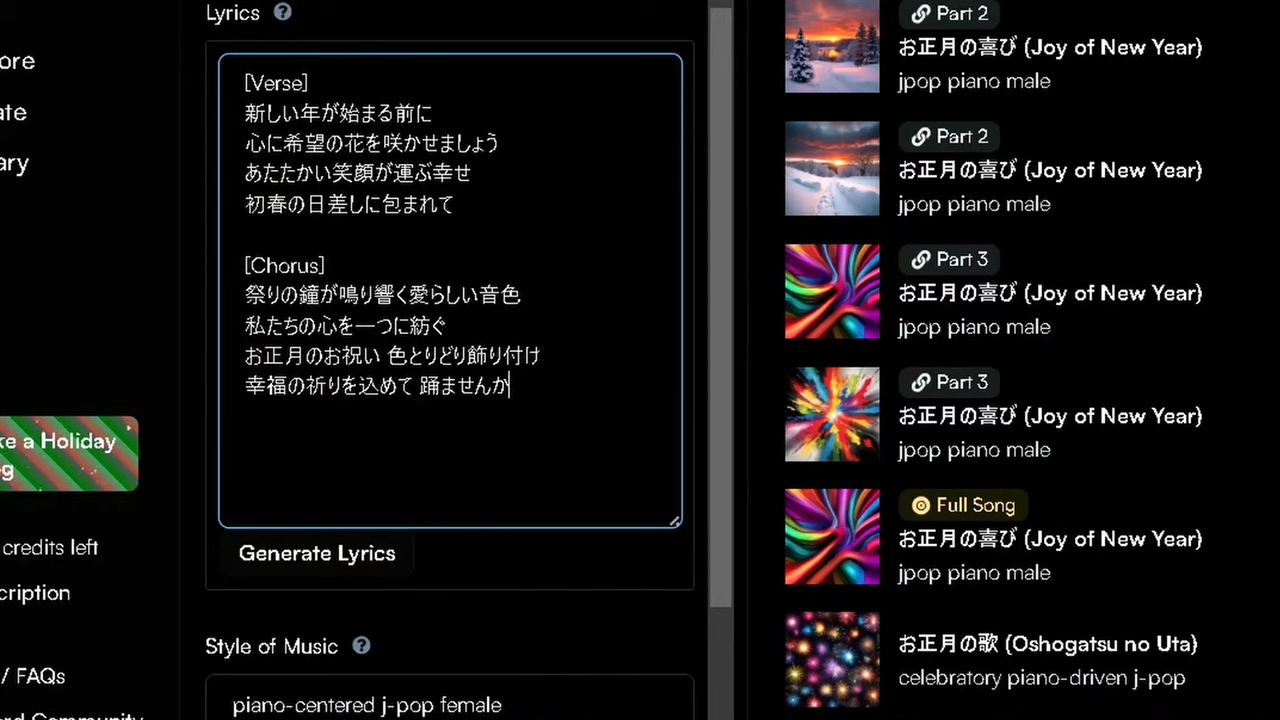 Lyrics
[Verse]
新しい年が始まる前に
心に希望の花を咲かせましょう
あたたかい笑顔が運ぶ幸せ
初春の日差しに包まれて
[Chorus]
祭りの鐘が鳴り響く愛らしい音色
私たちの心を一つに紡ぐ
お正月のお祝い 色とりどり飾り付け
幸福の祈りを込めて 踊ませんか
Generate Lyrics
Style of Music
piano-centered j-pop female
a Holiday
credits left
/ FAQs
Community
Part 2
お正月の喜び (Joy of New Year)
jpop piano male
Part 2
お正月の喜び (Joy of New Year)
jpop piano male
Part 3
お正月の喜び (Joy of New Year)
jpop piano male
Part 3
お正月の喜び (Joy of New Year)
jpop piano male
Full Song
お正月の喜び (Joy of New Year)
jpop piano male
お正月の歌 (Oshogatsu no Uta)
celebratory piano-driven j-pop